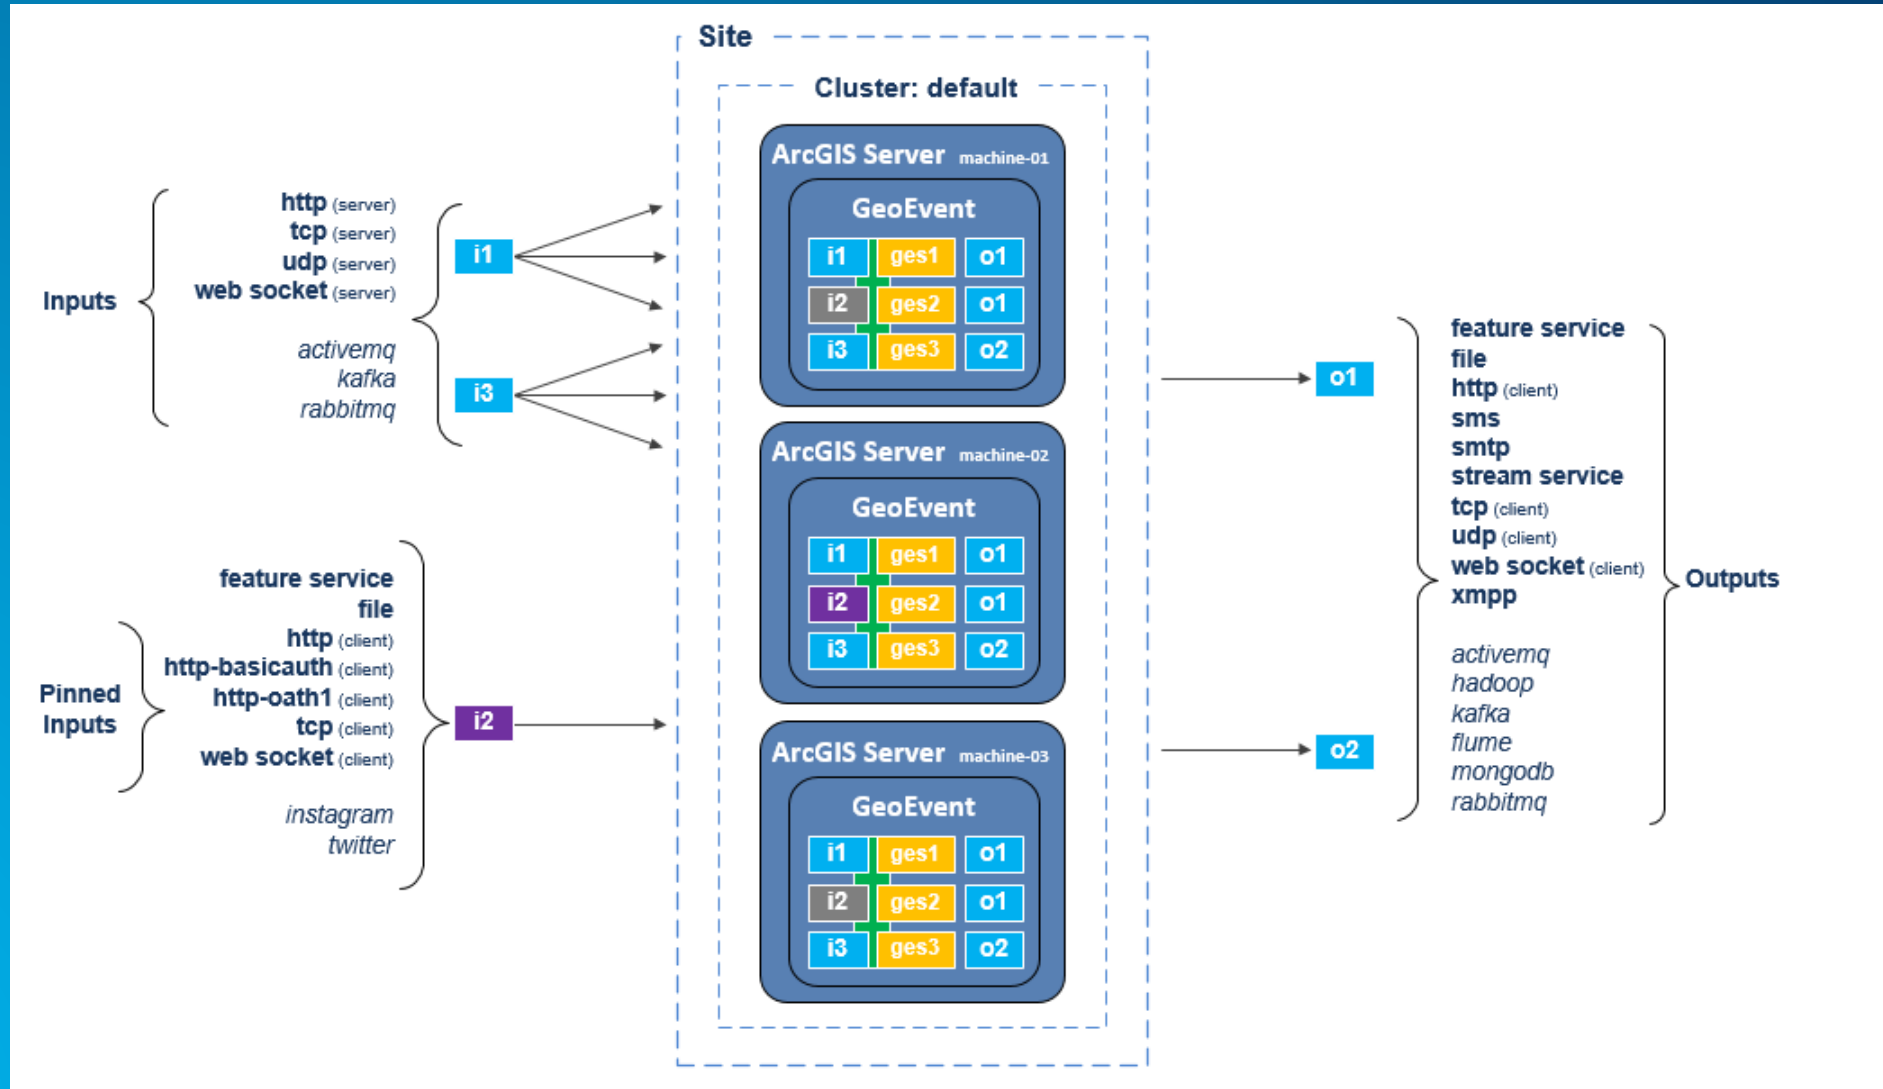 Site
Cluster: default
Inputs
http (server)
tcp (server)
udp (server)
web socket (server)
activemq
kafka
rabbitmq
i1
i3
Pinned
Inputs
feature service
file
http (client)
http-basicauth (client)
http-oath1 (client)
tcp (client)
web socket (client)
instagram
twitter
i2
ArcGIS Server machine-01
GeoEvent
i1 ges1 o1
i2 ges2 o1
i3 ges3 o2
ArcGIS Server machine-02
GeoEvent
i1 ges1 o1
i2 ges2 o1
i3 ges3 o2
ArcGIS Server machine-03
GeoEvent
i1 ges1 o1
i2 ges2 o1
i3 ges3 o2
o1
o2
feature service
file
http (client)
sms
smtp
stream service
tcp (client)
udp (client)
web socket (client)
xmpp
activemq
hadoop
kafka
flume
mongodb
rabbitmq
Outputs